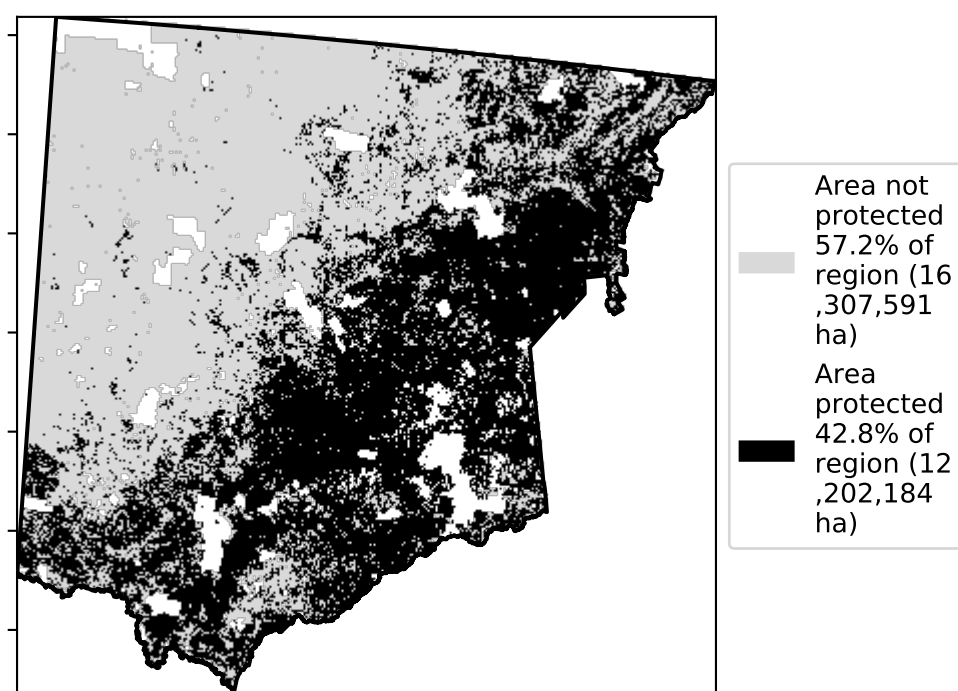 Area not
protected
57.2% of
region (16
,307,591
ha)
Area
protected
42.8% of
region (12
,202,184
ha)